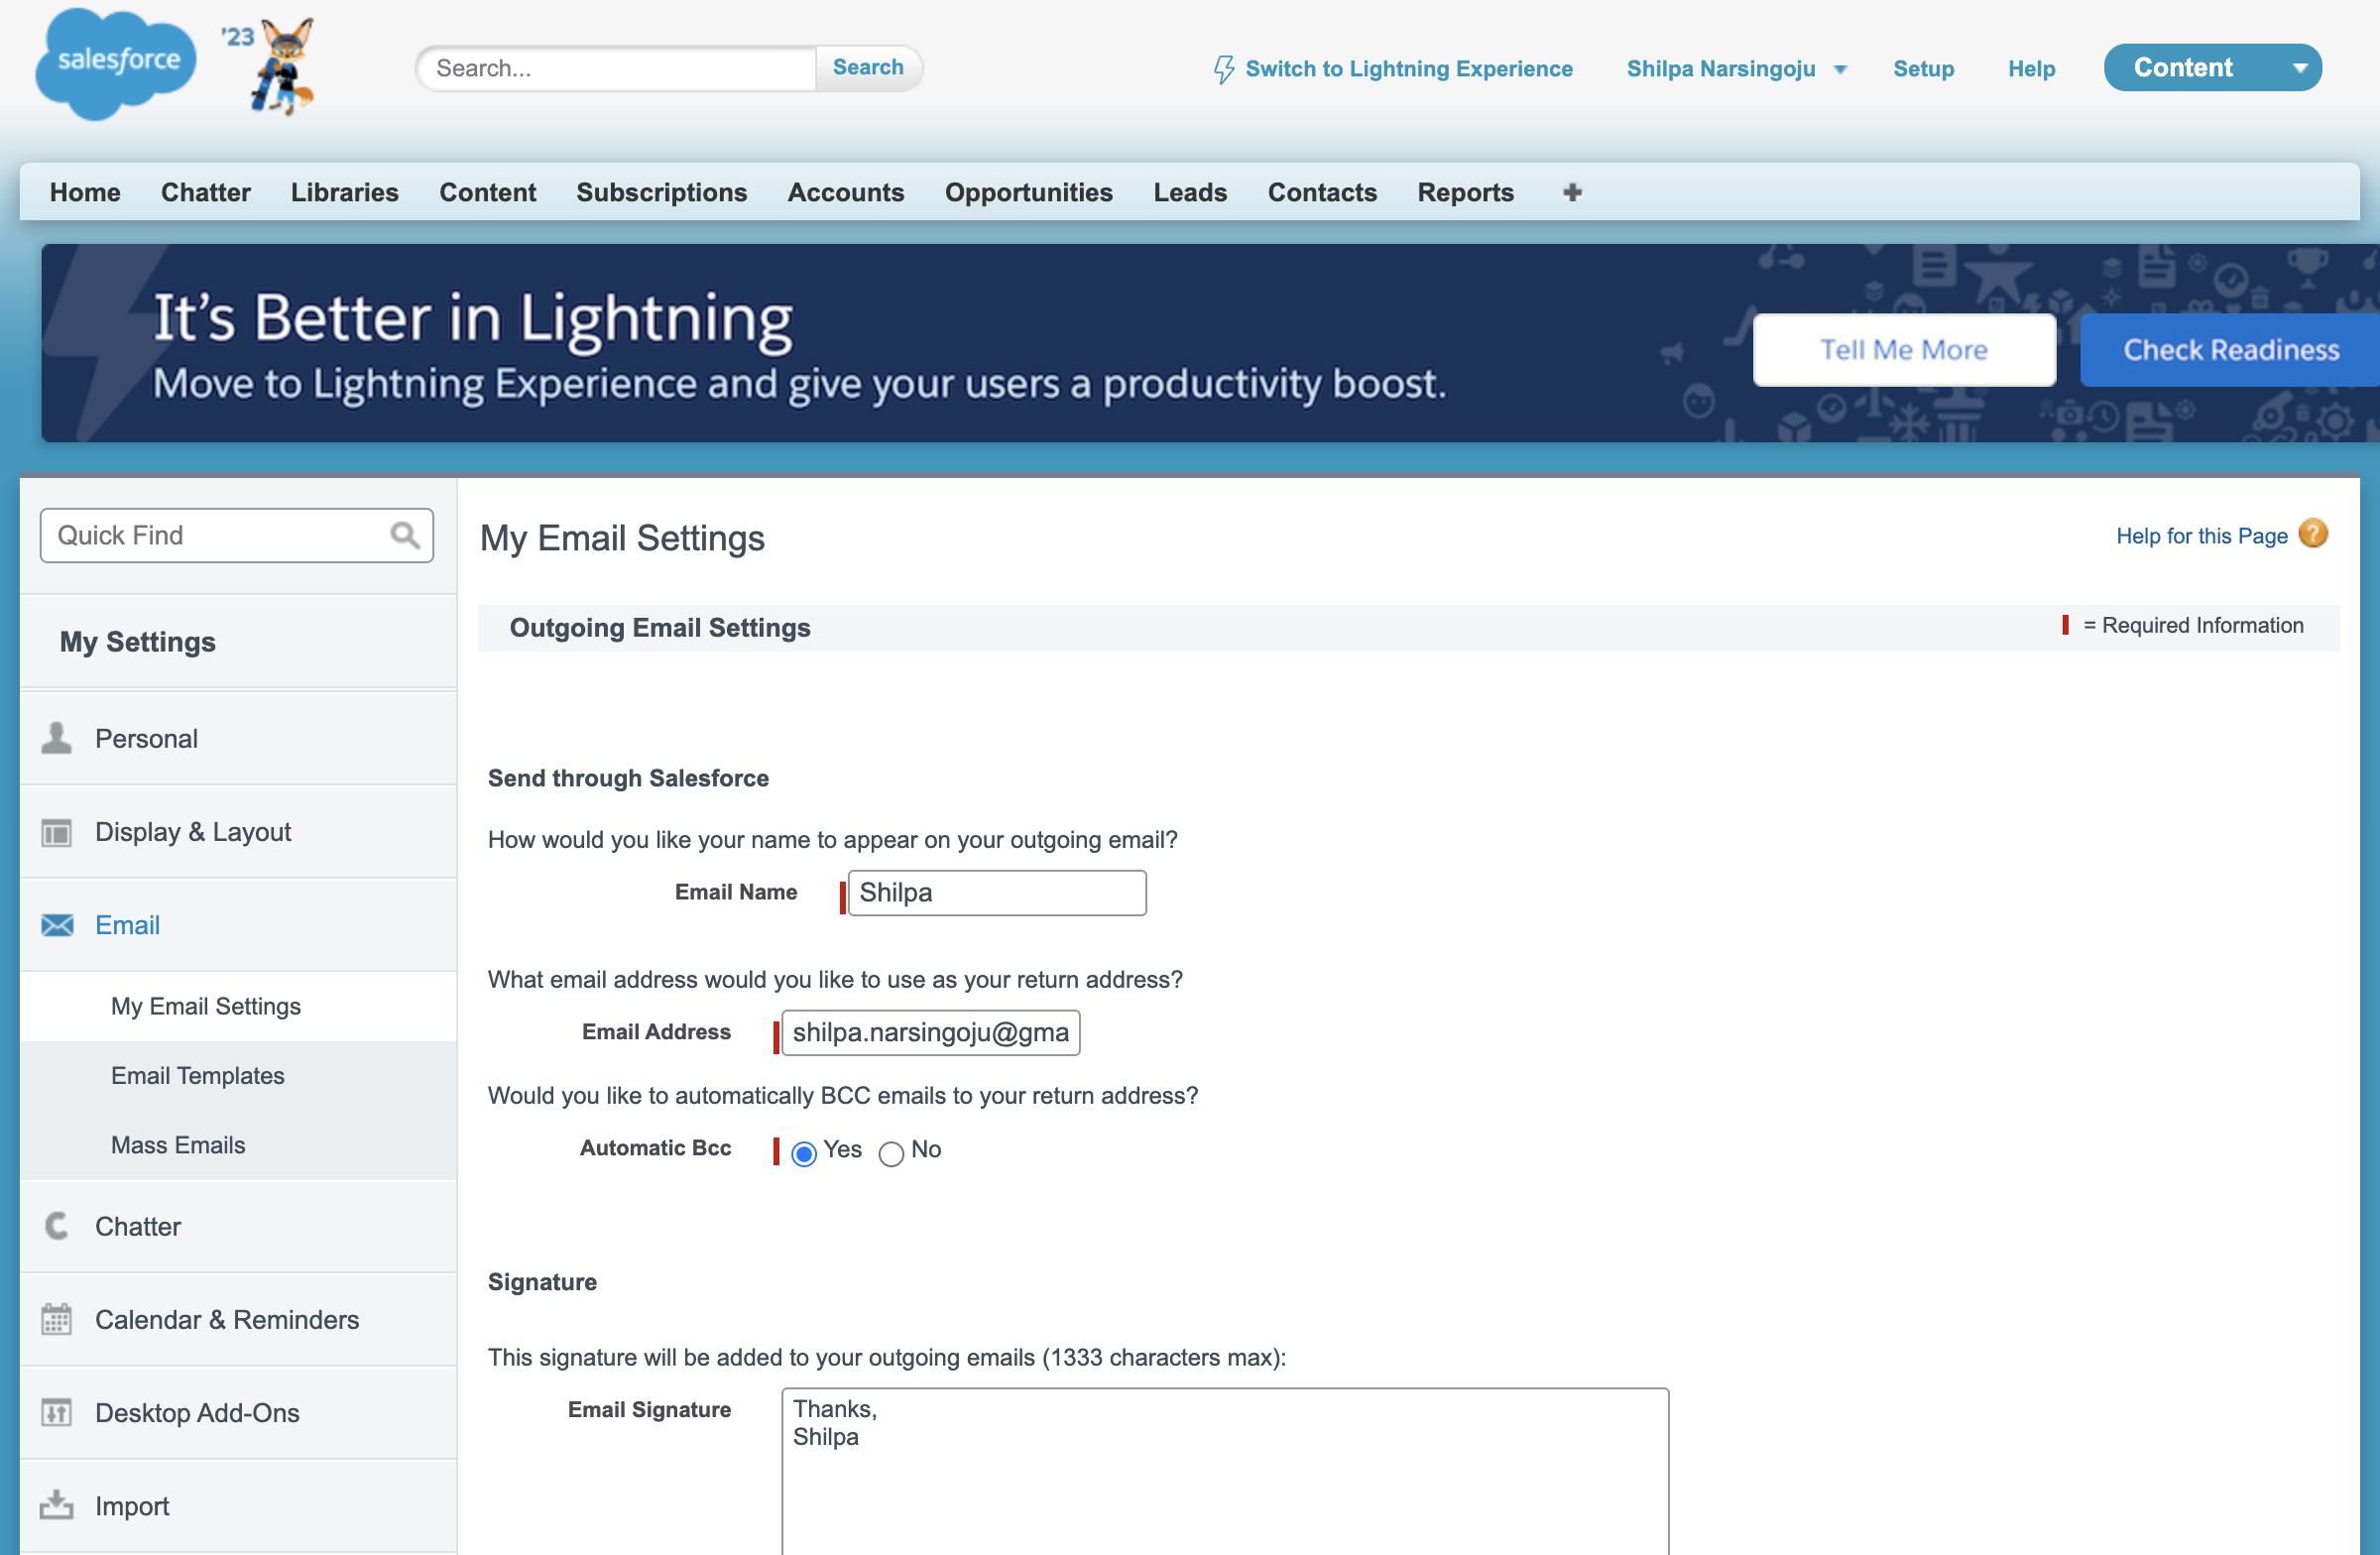 salesforce
'23
Search...
Search
Switch to Lightning Experience
Shilpa Narsingoju
Setup
Help
Content
Home Chatter Libraries Content Subscriptions Accounts Opportunities Leads Contacts Reports
It's Better in Lightning
Move to Lightning Experience and give your users a productivity boost.
Tell Me More
Check Readiness
Quick Find
My Settings
Personal
Display & Layout
Email
My Email Settings
Email Templates
Mass Emails
Chatter
Calendar & Reminders
Desktop Add-Ons
Import
My Email Settings
Help for this Page ?
Outgoing Email Settings
= Required Information
Send through Salesforce
How would you like your name to appear on your outgoing email?
Email Name Shilpa
What email address would you like to use as your return address?
Email Address shilpa.narsingoju@gma
Would you like to automatically BCC emails to your return address?
Automatic Bcc Yes No
Signature
This signature will be added to your outgoing emails (1333 characters max):
Email Signature Thanks,
Shilpa